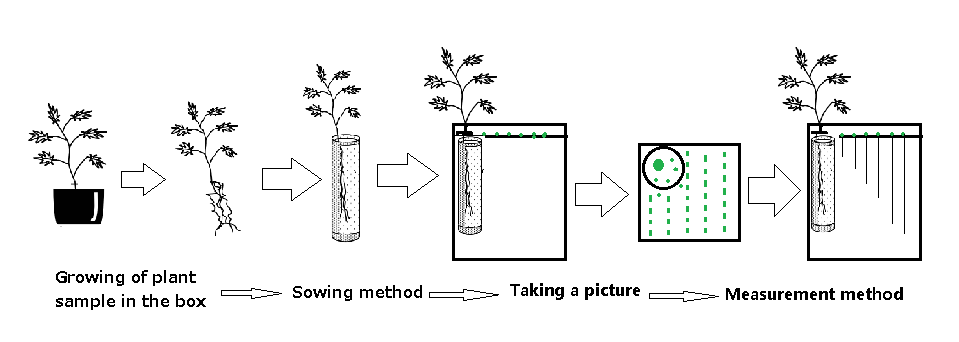 Growing of plant
sample in the box
Sowing method
Taking a picture
Measurement method